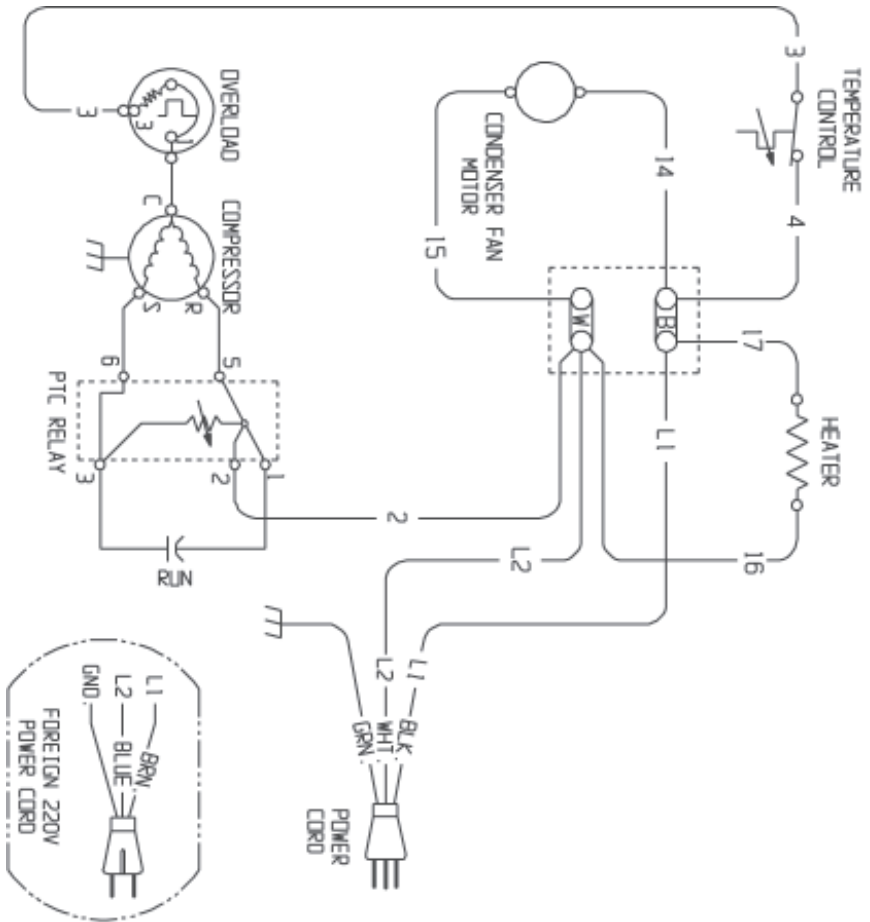 TEMPERATURE
CONTROL
3
4
17
HEATER
16
14
B
L1
CONDENSER FAN
MOTOR
15
W
L2
2
L1
BLK
L2
WHT
GRN
POWER
CORD
3
OVERLOAD
3
1
C
COMPRESSOR
S
R
6
5
PTC RELAY
3
2
1
RUN
L1
BRN
L2
BLUE
GND
FOREIGN 220V
POWER CORD